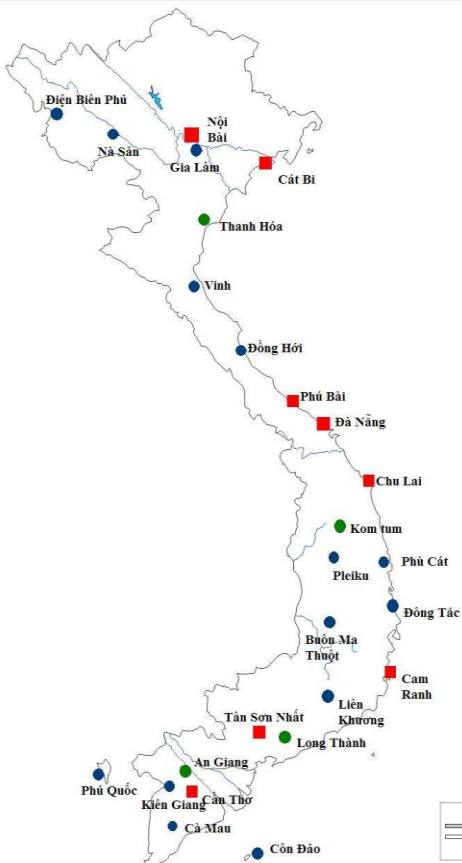 Điện Biên Phủ
Nà Sản
Nội
Bài
Gia Lâm
Cát Bi
Thanh Hóa
Vinh
Đồng Hới
Phú Bài
Đà Nẵng
Chu Lai
Kom tum
Pleiku
Phù Cát
Đông Tác
Buôn Ma
Thuột
Cam
Ranh
Liên
Khương
Tân Sơn Nhất
Long Thành
An Giang
Phú Quốc
Kiên Giang
Cần Thơ
Cà Mau
Côn Đảo